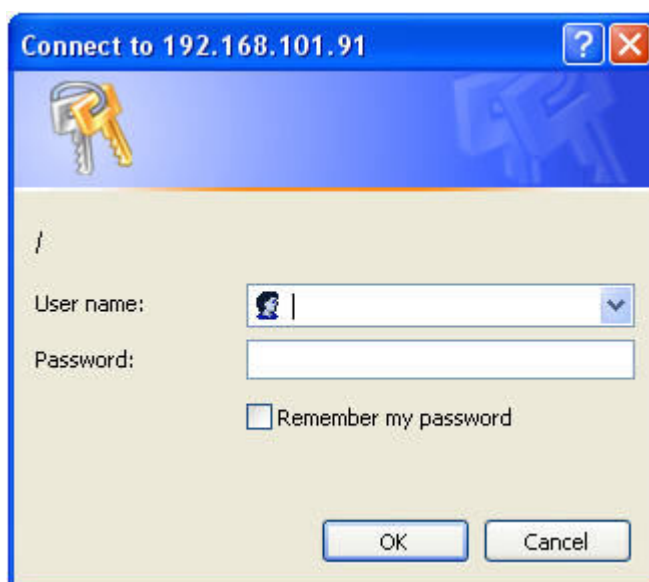 Connect to 192.168.101.91
/
User name:
Password:
Remember my password
OK Cancel